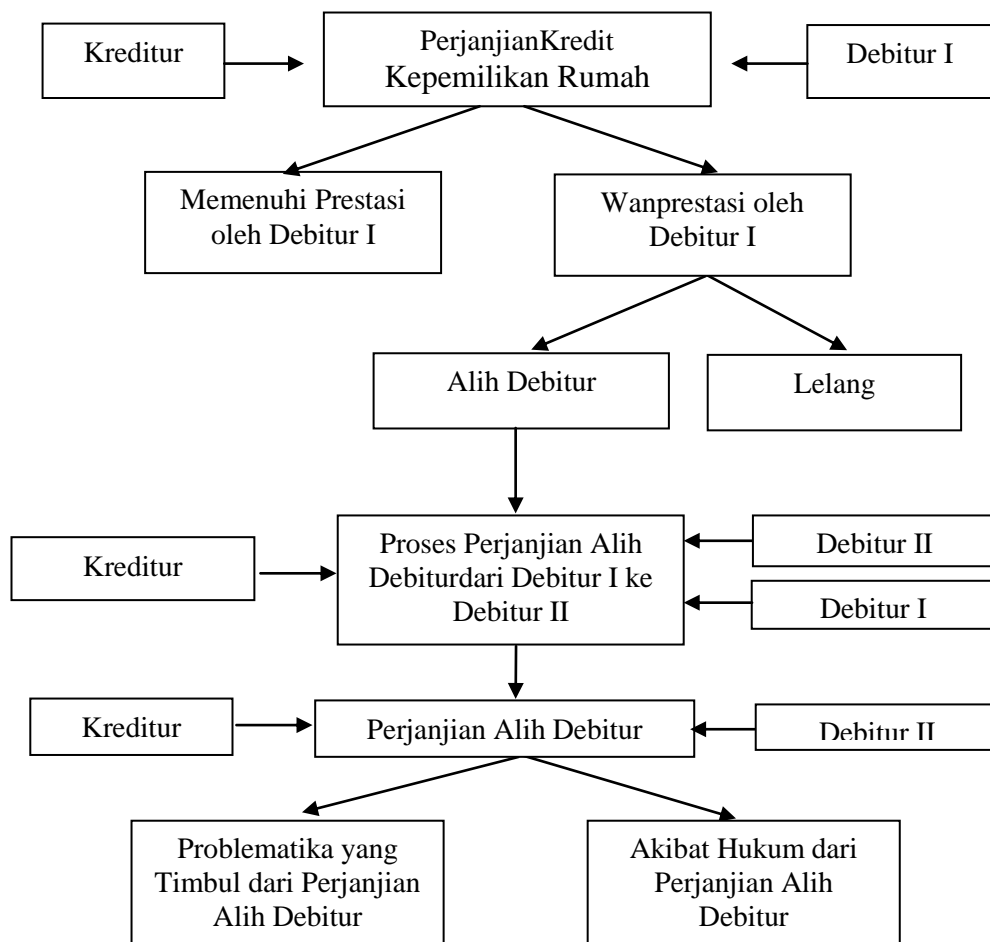 Kreditur
PerjanjianKredit
Kepemilikan Rumah
Debitur I
Memenuhi Prestasi
oleh Debitur I
Wanprestasi oleh
Debitur I
Alih Debitur
Lelang
Kreditur
Proses Perjanjian Alih
Debiturdari Debitur I ke
Debitur II
Debitur II
Debitur I
Kreditur
Perjanjian Alih Debitur
Debitur II
Problematika yang
Timbul dari Perjanjian
Alih Debitur
Akibat Hukum dari
Perjanjian Alih
Debitur